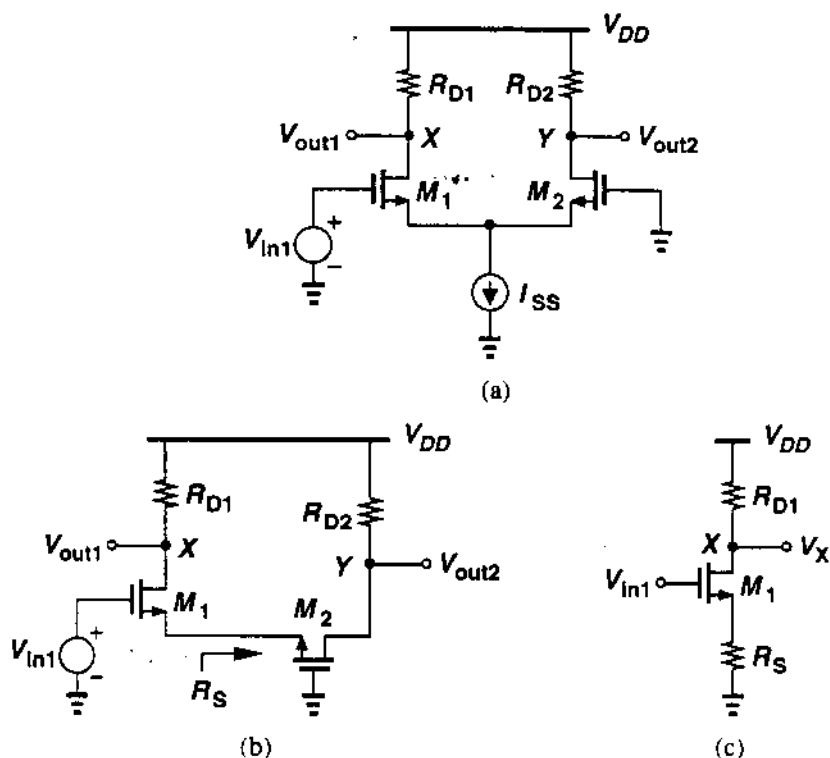 V_DD
R_D1 R_D2
V_out1 X Y V_out2
M_1 M_2
V_in1 + −
I_SS
(a)
V_DD
R_D1
R_D2
V_out1 X
Y V_out2
M_1 M_2
V_in1 + −
R_S
(b)
V_DD
R_D1
X V_X
V_in1 M_1
R_S
(c)